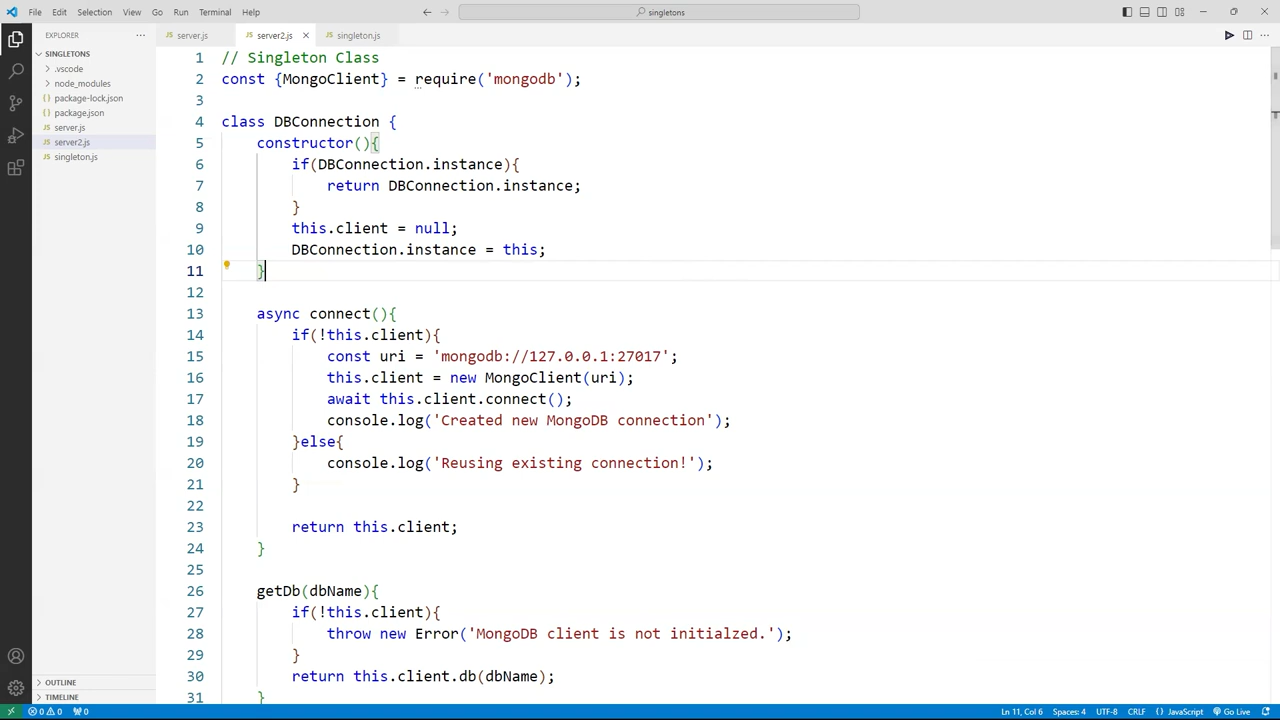 File Edit Selection View Go Run Terminal Help
singletons
EXPLORER
server.js server2.js singleton.js
SINGLETONS
.vscode
node_modules
package-lock.json
package.json
server.js
server2.js
singleton.js
OUTLINE
TIMELINE
1 // Singleton Class
2 const {MongoClient} = require('mongodb');
3
4 class DBConnection {
5 constructor(){
6 if(DBConnection.instance){
7 return DBConnection.instance;
8 }
9 this.client = null;
10 DBConnection.instance = this;
11 }
12
13 async connect(){
14 if(!this.client){
15 const uri = 'mongodb://127.0.0.1:27017';
16 this.client = new MongoClient(uri);
17 await this.client.connect();
18 console.log('Created new MongoDB connection');
19 }else{
20 console.log('Reusing existing connection!');
21 }
22
23 return this.client;
24 }
25
26 getDb(dbName){
27 if(!this.client){
28 throw new Error('MongoDB client is not initialzed.');
29 }
30 return this.client.db(dbName);
31 }
0 0 0 Ln 11, Col 6 Spaces: 4 UTF-8 CRLF {} JavaScript Go Live